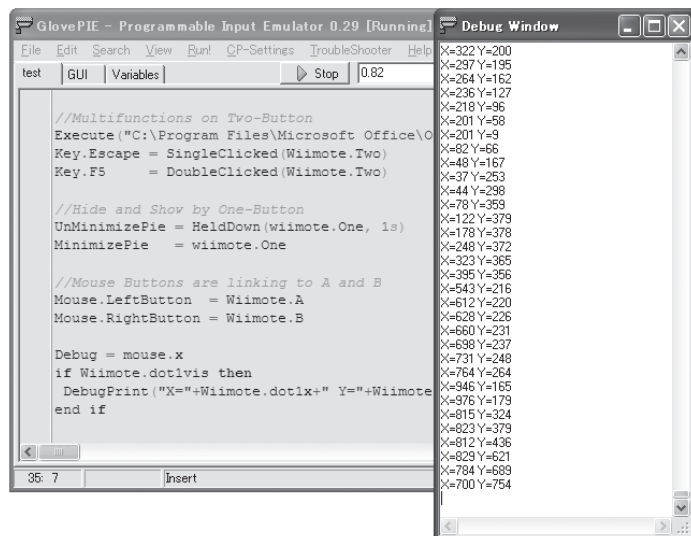 GlovePIE - Programmable Input Emulator 0.29 [Running]
File Edit Search View Run! CP-Settings TroubleShooter Help
test GUI Variables Stop 0.82
//Multifunctions on Two-Button
Execute("C:\Program Files\Microsoft Office\O
Key.Escape = SingleClicked(Wiimote.Two)
Key.F5 = DoubleClicked(Wiimote.Two)
//Hide and Show by One-Button
UnMinimizePie = HeldDown(wiimote.One, 1s)
MinimizePie = wiimote.One
//Mouse Buttons are linking to A and B
Mouse.LeftButton = Wiimote.A
Mouse.RightButton = Wiimote.B
Debug = mouse.x
if Wiimote.dot1vis then
DebugPrint("X="+Wiimote.dot1x+" Y="+Wiimote
end if
35: 7 Insert
Debug Window
X=322 Y=200
X=297 Y=195
X=264 Y=162
X=236 Y=127
X=218 Y=96
X=201 Y=58
X=201 Y=9
X=82 Y=66
X=48 Y=167
X=37 Y=253
X=44 Y=298
X=78 Y=359
X=122 Y=379
X=178 Y=378
X=248 Y=372
X=323 Y=365
X=395 Y=356
X=543 Y=216
X=612 Y=220
X=628 Y=226
X=660 Y=231
X=698 Y=237
X=731 Y=248
X=764 Y=264
X=946 Y=165
X=976 Y=179
X=815 Y=324
X=823 Y=379
X=812 Y=436
X=829 Y=621
X=784 Y=689
X=700 Y=754